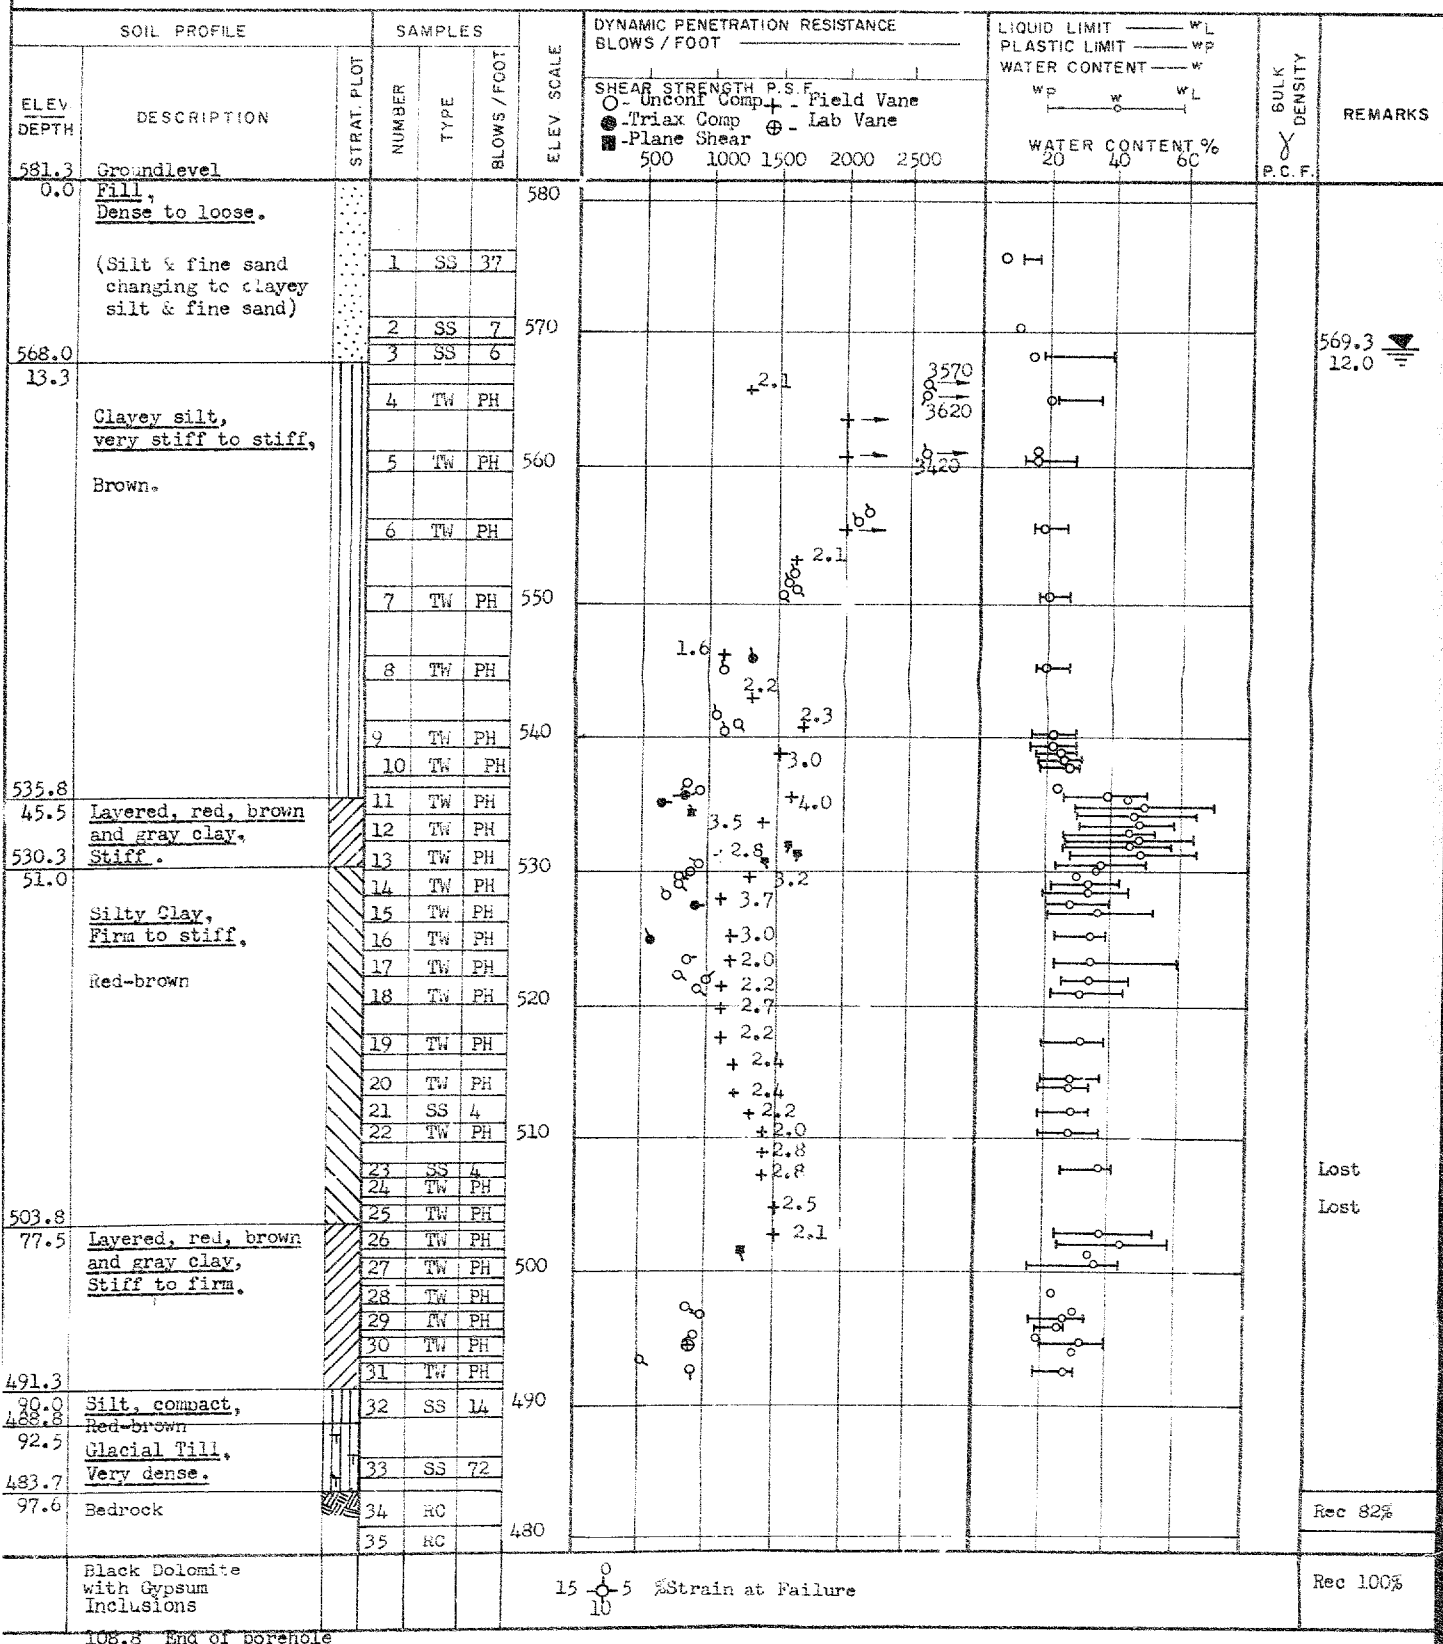 SOIL PROFILE
SAMPLES
ELEV SCALE
DYNAMIC PENETRATION RESISTANCE
BLOWS / FOOT
LIQUID LIMIT wL
PLASTIC LIMIT wP
WATER CONTENT w
BULK DENSITY
γ
P.C.F.
REMARKS
ELEV
DEPTH
DESCRIPTION
STRAT. PLOT
NUMBER
TYPE
BLOWS / FOOT
SHEAR STRENGTH P.S.F.
- Unconf Comp + - Field Vane
-Triax Comp ⊕ - Lab Vane
-Plane Shear
500 1000 1500 2000 2500
wP w wL
WATER CONTENT %
20 40 60
581.3 Groundlevel
0.0 Fill,
Dense to loose.
(Silt & fine sand
changing to clayey
silt & fine sand)
568.0
13.3
Clayey silt,
very stiff to stiff,
Brown.
535.8
45.5 Layered, red, brown
and gray clay,
Stiff.
530.3
51.0
Silty Clay,
Firm to stiff,
Red-brown
503.8
77.5 Layered, red, brown
and gray clay,
Stiff to firm.
491.3
90.0 Silt, compact,
488.8 Red-brown
92.5 Glacial Till,
Very dense.
483.7
97.6 Bedrock
Black Dolomite
with Gypsum
Inclusions
108.8 End of borehole
1 SS 37
2 SS 7
3 SS 6
4 TW PH
5 TW PH
6 TW PH
7 TW PH
8 TW PH
9 TW PH
10 TW PH
11 TW PH
12 TW PH
13 TW PH
14 TW PH
15 TW PH
16 TW PH
17 TW PH
18 TW PH
19 TW PH
20 TW PH
21 SS 4
22 TW PH
23 SS 4
24 TW PH
25 TW PH
26 TW PH
27 TW PH
28 TW PH
29 TW PH
30 TW PH
31 TW PH
32 SS 14
33 SS 72
34 RC
35 RC
580
570
560
550
540
530
520
510
500
490
480
2.1
3570
3620
3420
2.1
1.6
2.2
2.3
3.0
4.0
3.5
2.8
3.2
3.7
3.0
2.0
2.2
2.7
2.2
2.4
2.4
2.2
2.0
2.8
2.8
2.5
2.1
569.3
12.0
Lost
Lost
Rec 82%
Rec 100%
0
15 5 %Strain at Failure
10